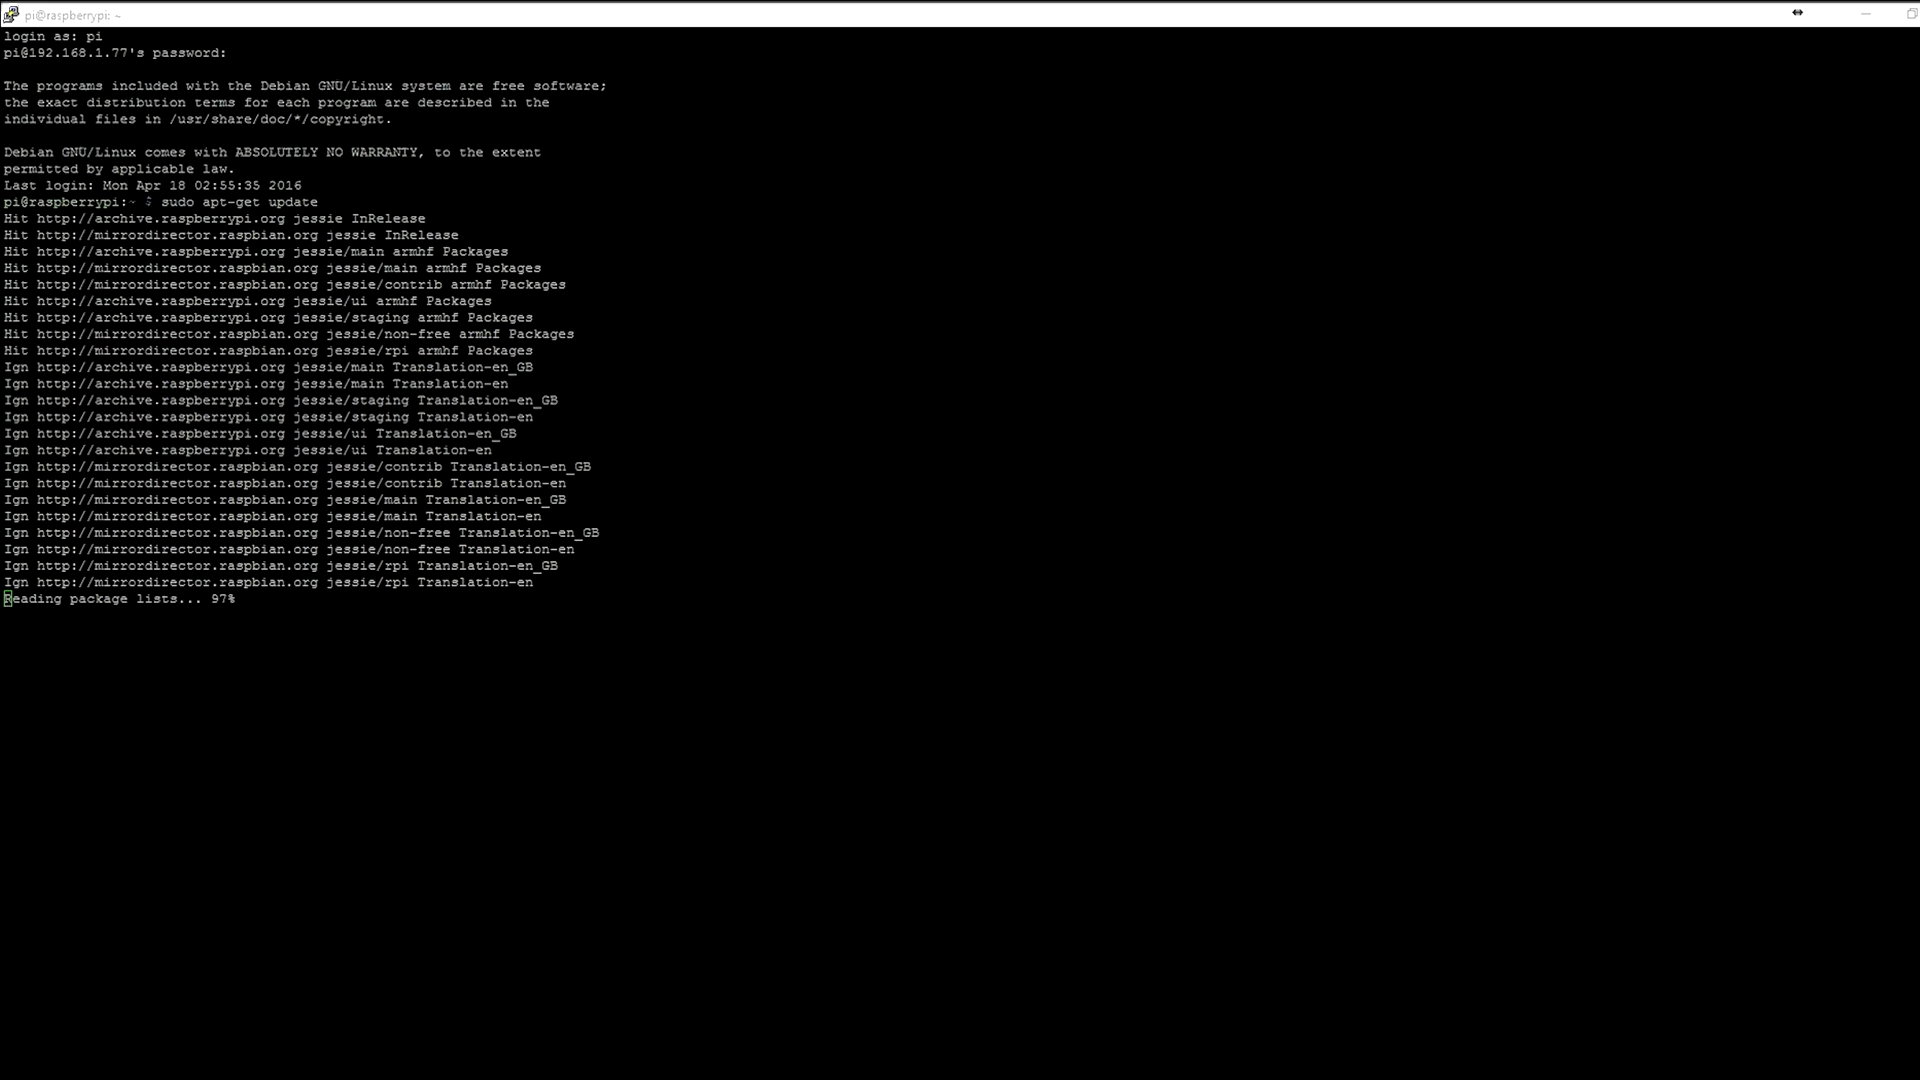 pi@raspberrypi: ~
login as: pi
pi@192.168.1.77's password:
The programs included with the Debian GNU/Linux system are free software;
the exact distribution terms for each program are described in the
individual files in /usr/share/doc/*/copyright.
Debian GNU/Linux comes with ABSOLUTELY NO WARRANTY, to the extent
permitted by applicable law.
Last login: Mon Apr 18 02:55:35 2016
pi@raspberrypi:~ $ sudo apt-get update
Hit http://archive.raspberrypi.org jessie InRelease
Hit http://mirrordirector.raspbian.org jessie InRelease
Hit http://archive.raspberrypi.org jessie/main armhf Packages
Hit http://mirrordirector.raspbian.org jessie/main armhf Packages
Hit http://mirrordirector.raspbian.org jessie/contrib armhf Packages
Hit http://archive.raspberrypi.org jessie/ui armhf Packages
Hit http://archive.raspberrypi.org jessie/staging armhf Packages
Hit http://mirrordirector.raspbian.org jessie/non-free armhf Packages
Hit http://mirrordirector.raspbian.org jessie/rpi armhf Packages
Ign http://archive.raspberrypi.org jessie/main Translation-en_GB
Ign http://archive.raspberrypi.org jessie/main Translation-en
Ign http://archive.raspberrypi.org jessie/staging Translation-en_GB
Ign http://archive.raspberrypi.org jessie/staging Translation-en
Ign http://archive.raspberrypi.org jessie/ui Translation-en_GB
Ign http://archive.raspberrypi.org jessie/ui Translation-en
Ign http://mirrordirector.raspbian.org jessie/contrib Translation-en_GB
Ign http://mirrordirector.raspbian.org jessie/contrib Translation-en
Ign http://mirrordirector.raspbian.org jessie/main Translation-en_GB
Ign http://mirrordirector.raspbian.org jessie/main Translation-en
Ign http://mirrordirector.raspbian.org jessie/non-free Translation-en_GB
Ign http://mirrordirector.raspbian.org jessie/non-free Translation-en
Ign http://mirrordirector.raspbian.org jessie/rpi Translation-en_GB
Ign http://mirrordirector.raspbian.org jessie/rpi Translation-en
Reading package lists... 97%